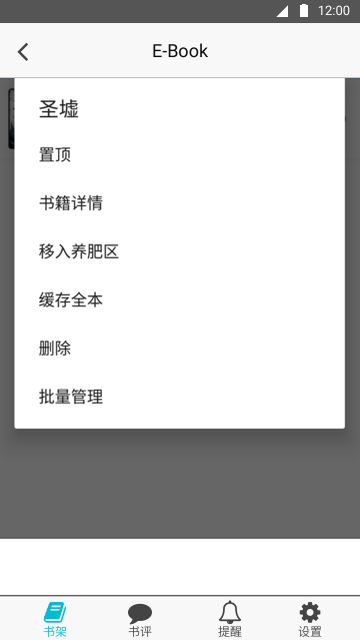 12:00
E-Book
圣墟
置顶
书籍详情
移入养肥区
缓存全本
删除
批量管理
书架
书评
提醒
设置